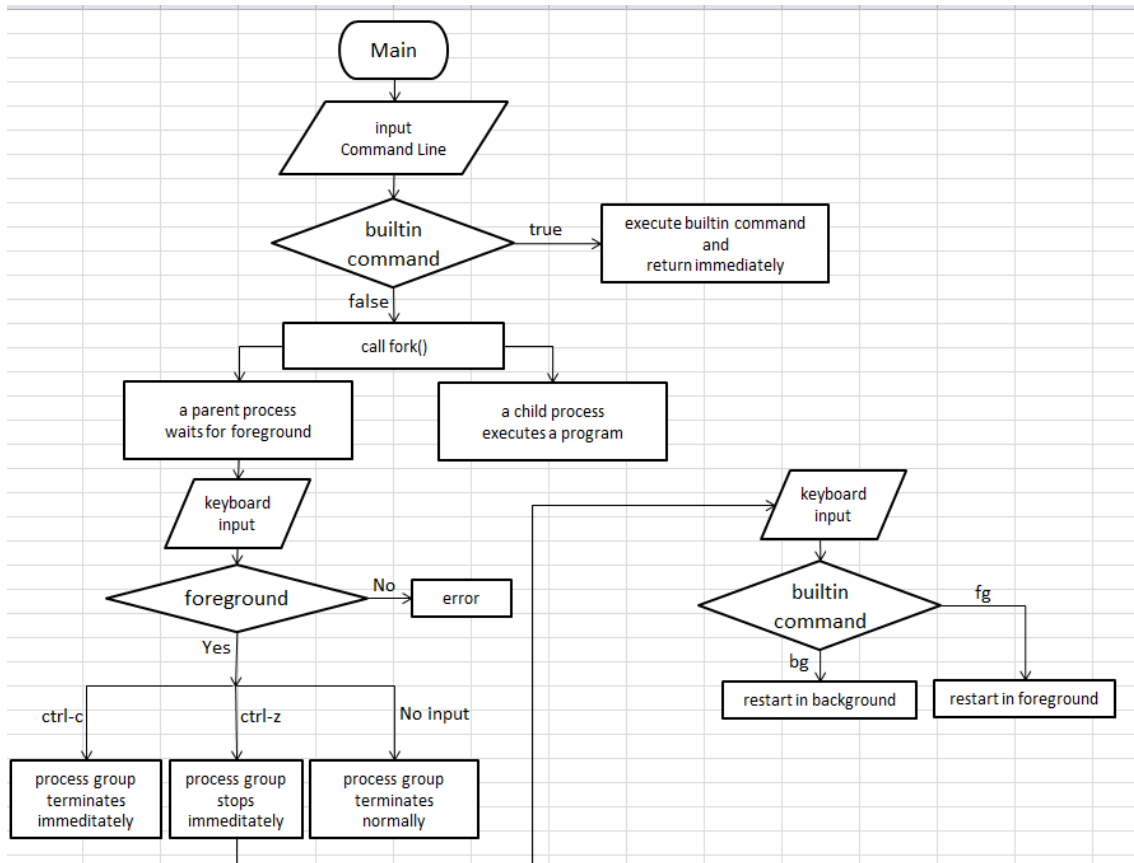 Main
input
Command Line
builtin
command
true
execute builtin command
and
return immediately
false
call fork()
a parent process
waits for foreground
a child process
executes a program
keyboard
input
foreground
No
error
Yes
ctrl-c
ctrl-z
No input
process group
terminates
immeditately
process group
stops
immeditately
process group
terminates
normally
keyboard
input
builtin
command
fg
bg
restart in background
restart in foreground